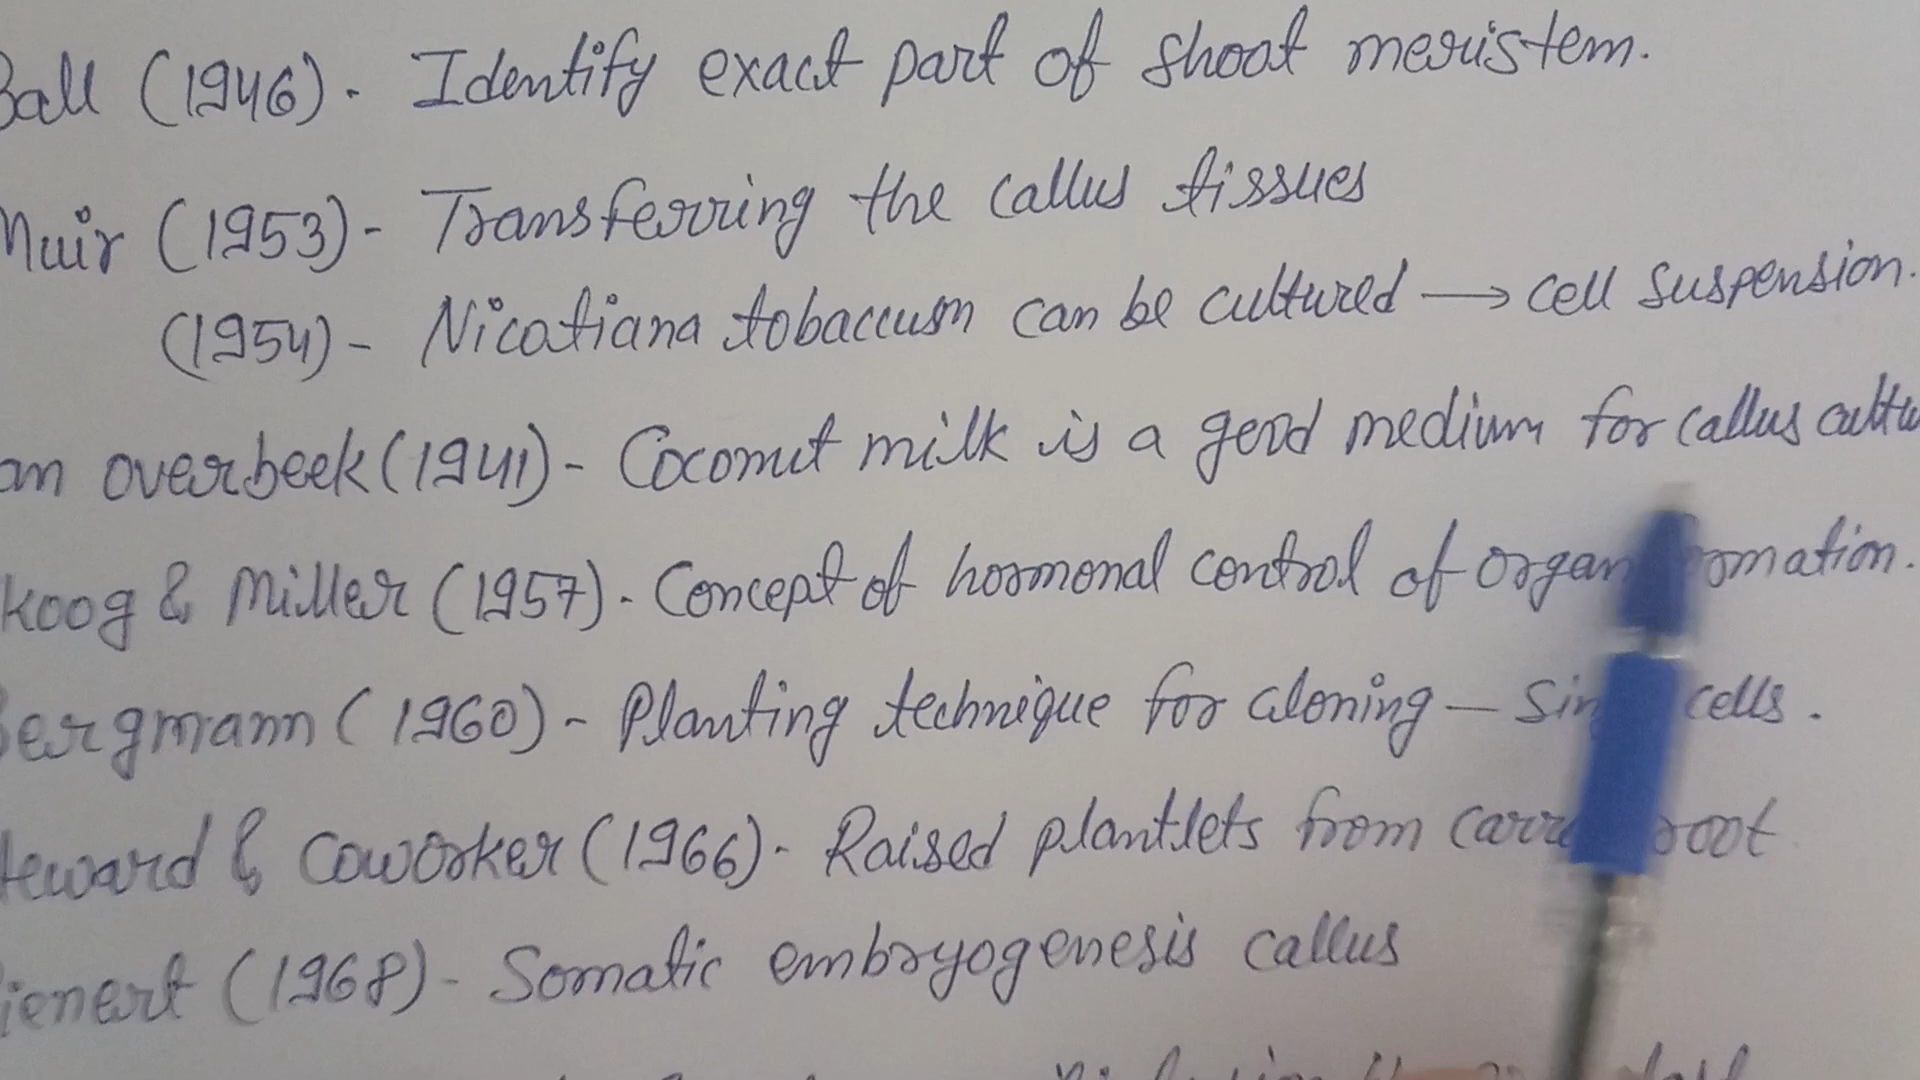 Ball (1946). Identify exact part of shoot meristem.
Muir (1953)- Transferring the callus tissues
(1954)- Nicotiana tobaccum can be cultured → cell suspension.
overbeek (1941)- Coconut milk is a good medium for callus
koog & Miller (1957). Concept of hormonal control of organ omation.
ergmann (1960)- Planting technique for cloning — cells.
teward & Coworker (1966)- Raised plantlets from root
ienert (1968)- Somatic embryogenesis callus